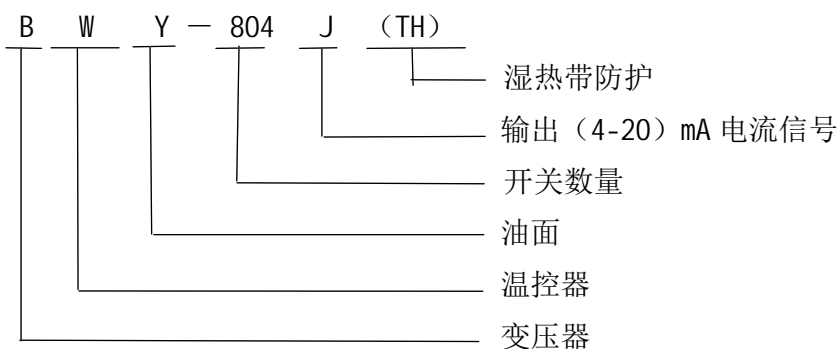 B W Y - 804 J (TH)
湿热带防护
输出（4-20）mA 电流信号
开关数量
油面
温控器
变压器